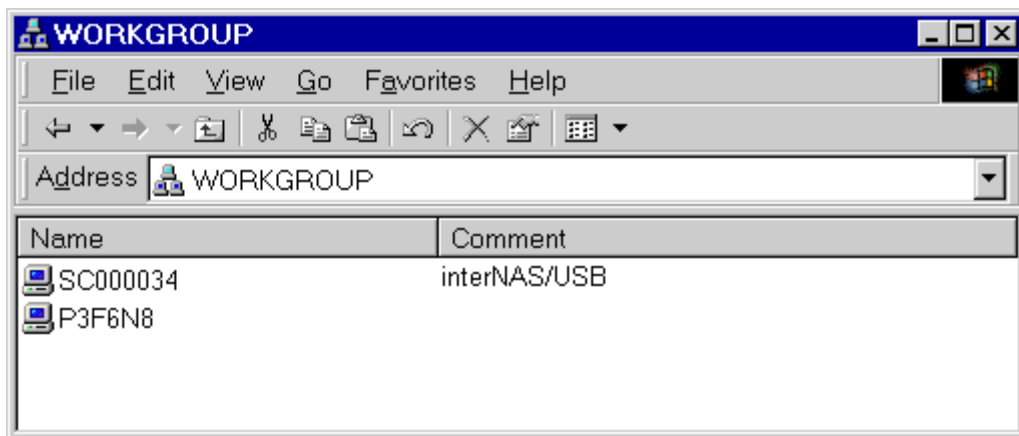 WORKGROUP
File Edit View Go Favorites Help
Address WORKGROUP
Name Comment
SC000034 interNAS/USB
P3F6N8